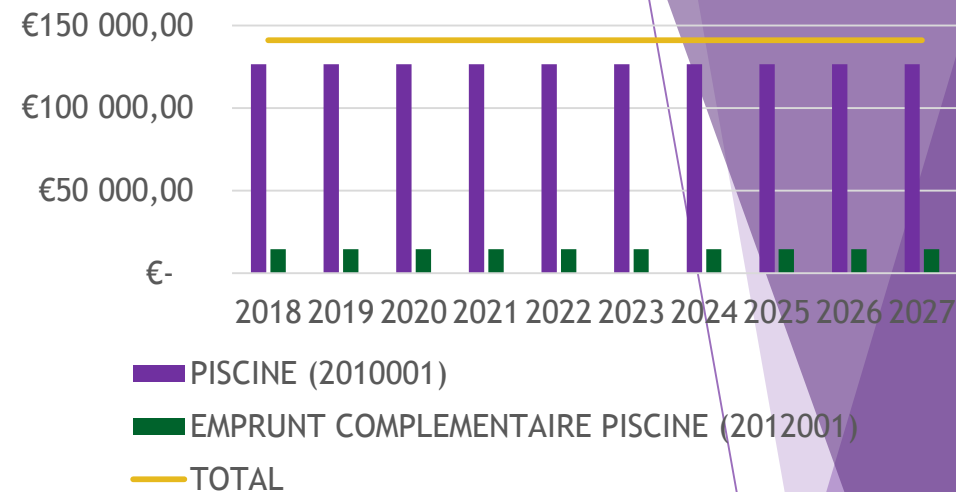 €150 000,00
€100 000,00
€50 000,00
€-
2018 2019 2020 2021 2022 2023 2024 2025 2026 2027
PISCINE (2010001)
EMPRUNT COMPLEMENTAIRE PISCINE (2012001)
TOTAL